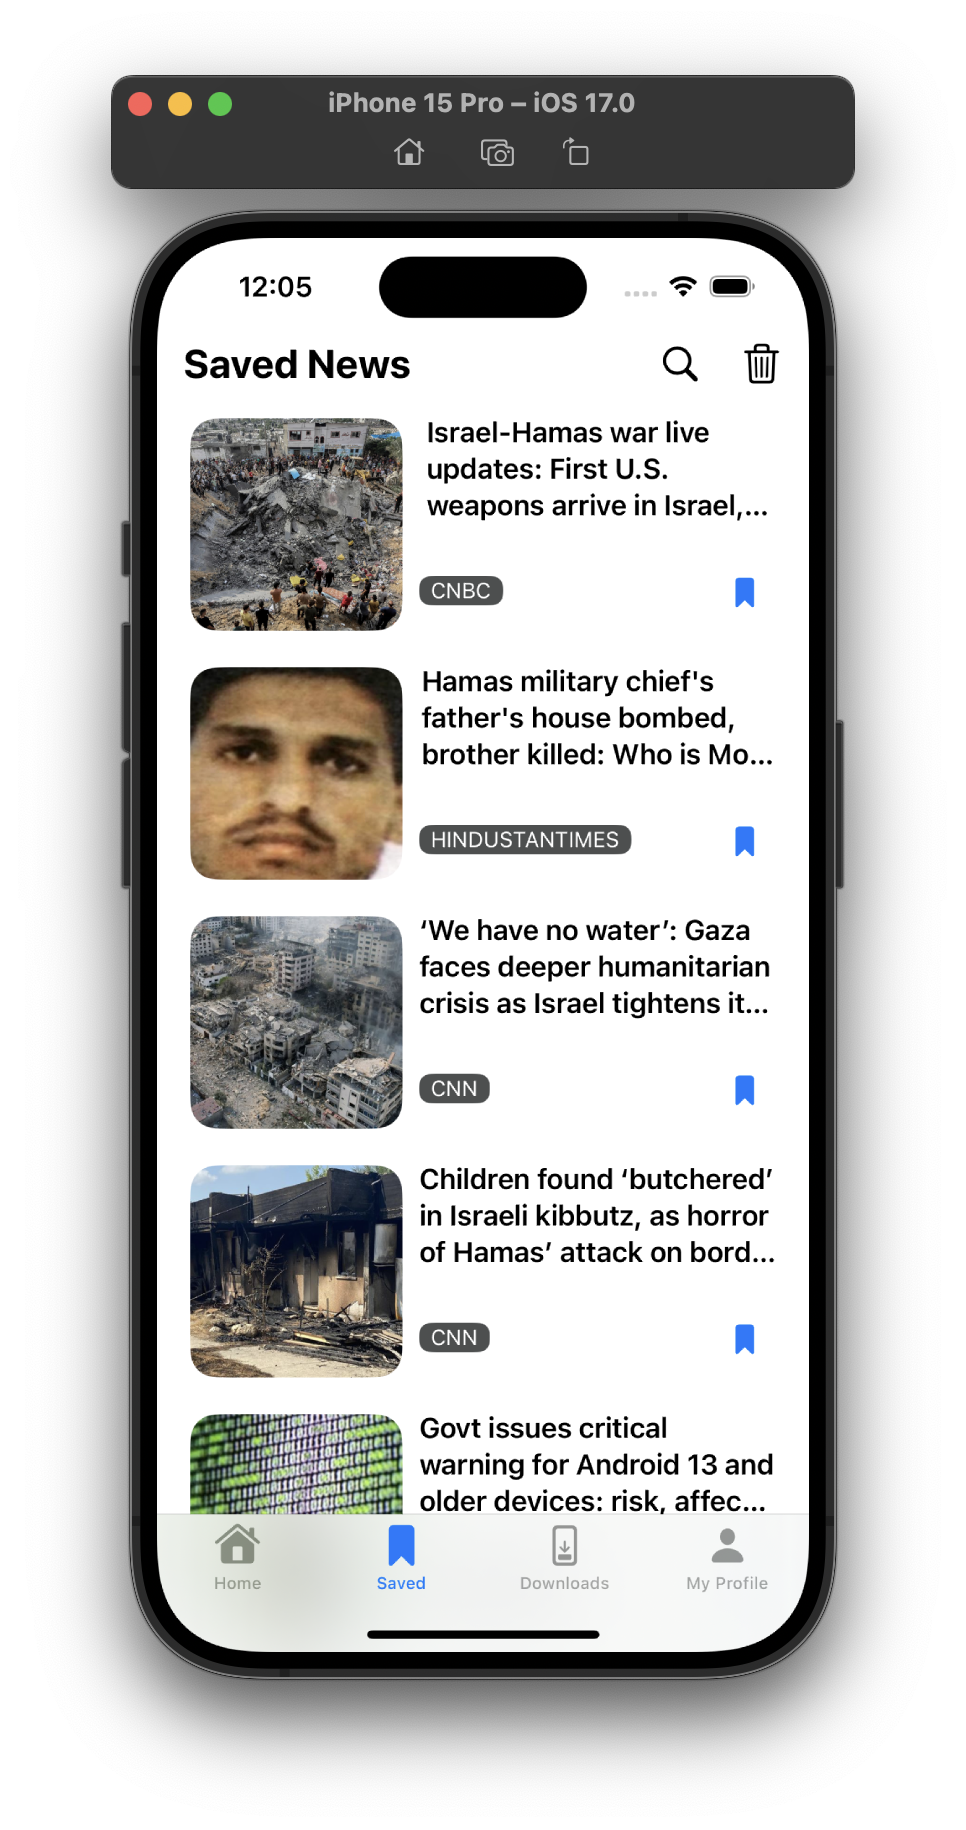 iPhone 15 Pro – iOS 17.0
12:05
Saved News
Israel-Hamas war live
updates: First U.S.
weapons arrive in Israel,...
CNBC
Hamas military chief's
father's house bombed,
brother killed: Who is Mo...
HINDUSTANTIMES
‘We have no water’: Gaza
faces deeper humanitarian
crisis as Israel tightens it...
CNN
Children found ‘butchered’
in Israeli kibbutz, as horror
of Hamas’ attack on bord...
CNN
Govt issues critical
warning for Android 13 and
older devices: risk, affec...
Home
Saved
Downloads
My Profile